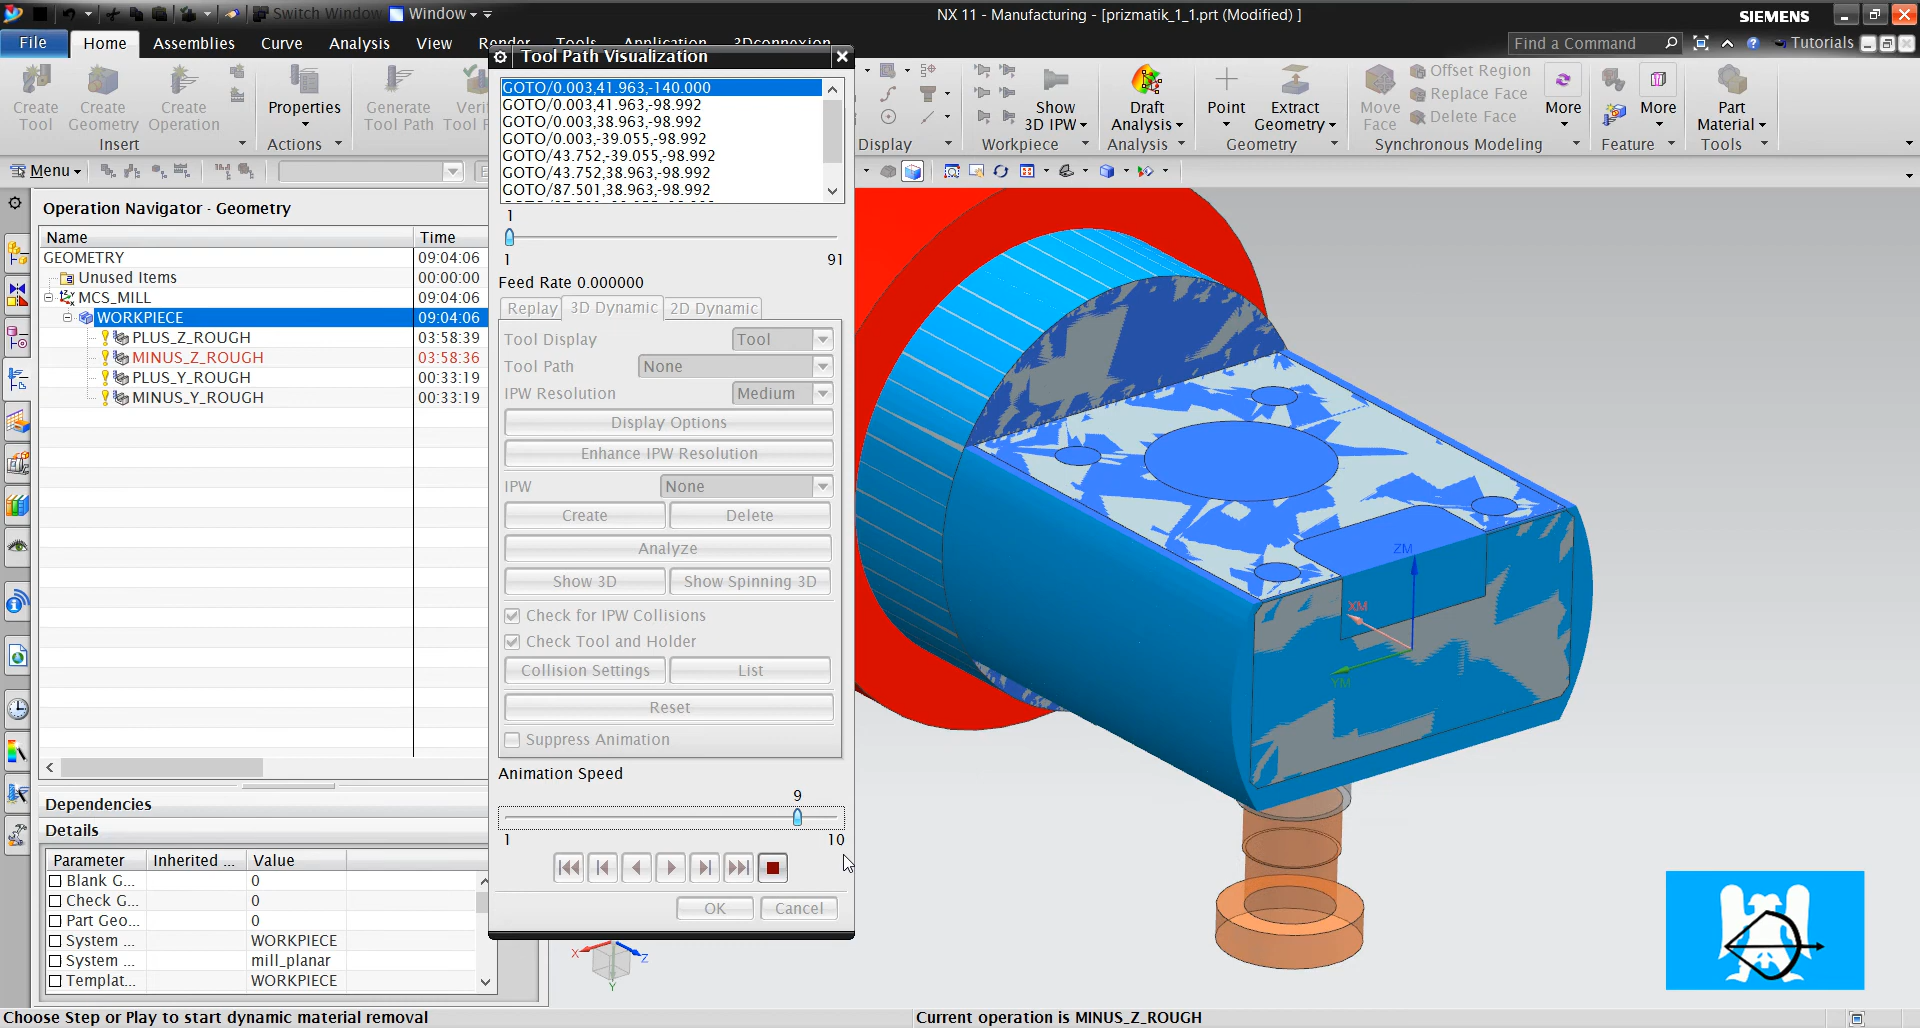 Switch Window
Window
NX 11 - Manufacturing - [prizmatik_1_1.prt (Modified) ]
SIEMENS
File
Home
Assemblies
Curve
Analysis
View
Render
Tools
Application
3Dconnexion
Find a Command
Tutorials
Create Tool
Create Geometry
Create Operation
Insert
Properties
Actions
Generate Tool Path
Display
Show 3D IPW
Workpiece
Draft Analysis
Analysis
Point
Extract Geometry
Geometry
Move Face
Offset Region
Replace Face
Delete Face
More
Synchronous Modeling
More
Feature
Part Material
Tools
Menu
Operation Navigator - Geometry
Name Time
GEOMETRY 09:04:06
Unused Items 00:00:00
MCS_MILL 09:04:06
WORKPIECE 09:04:06
PLUS_Z_ROUGH 03:58:39
MINUS_Z_ROUGH 03:58:36
PLUS_Y_ROUGH 00:33:19
MINUS_Y_ROUGH 00:33:19
Dependencies
Details
Parameter Inherited ... Value
Blank G... 0
Check G... 0
Part Geo... 0
System ... WORKPIECE
System ... mill_planar
Templat... WORKPIECE
Tool Path Visualization
GOTO/0.003,41.963,-140.000
GOTO/0.003,41.963,-98.992
GOTO/0.003,38.963,-98.992
GOTO/0.003,-39.055,-98.992
GOTO/43.752,-39.055,-98.992
GOTO/43.752,38.963,-98.992
GOTO/87.501,38.963,-98.992
1
1 91
Feed Rate 0.000000
Replay 3D Dynamic 2D Dynamic
Tool Display Tool
Tool Path None
IPW Resolution Medium
Display Options
Enhance IPW Resolution
IPW None
Create Delete
Analyze
Show 3D Show Spinning 3D
Check for IPW Collisions
Check Tool and Holder
Collision Settings List
Reset
Suppress Animation
Animation Speed
9
1 10
OK Cancel
ZM
XM
YM
X
Z
Y
Choose Step or Play to start dynamic material removal
Current operation is MINUS_Z_ROUGH